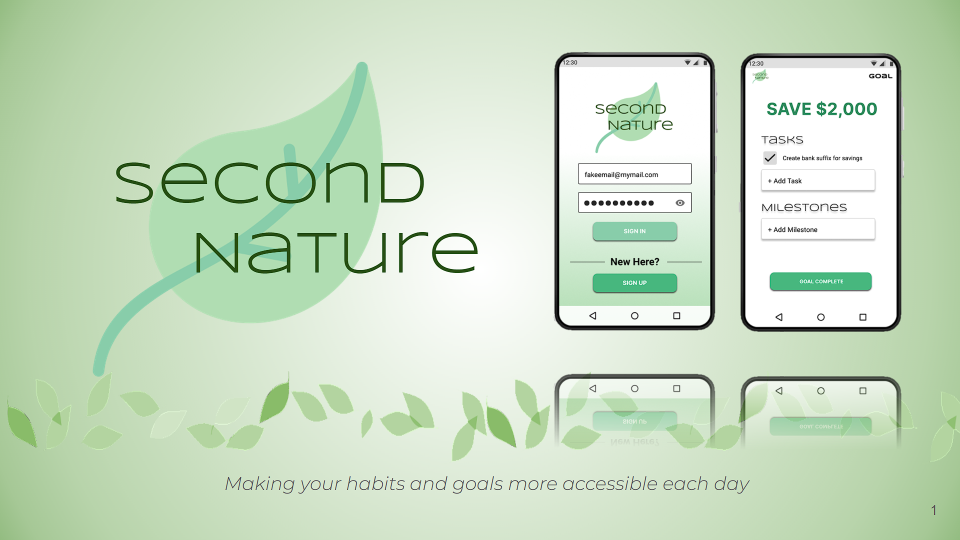 Second
Nature
12:30
Second
Nature
fakeemail@mymail.com
SIGN IN
New Here?
SIGN UP
12:30
Second
Nature
GOAL
SAVE $2,000
Tasks
Create bank suffix for savings
+ Add Task
Milestones
+ Add Milestone
GOAL COMPLETE
Making your habits and goals more accessible each day
1